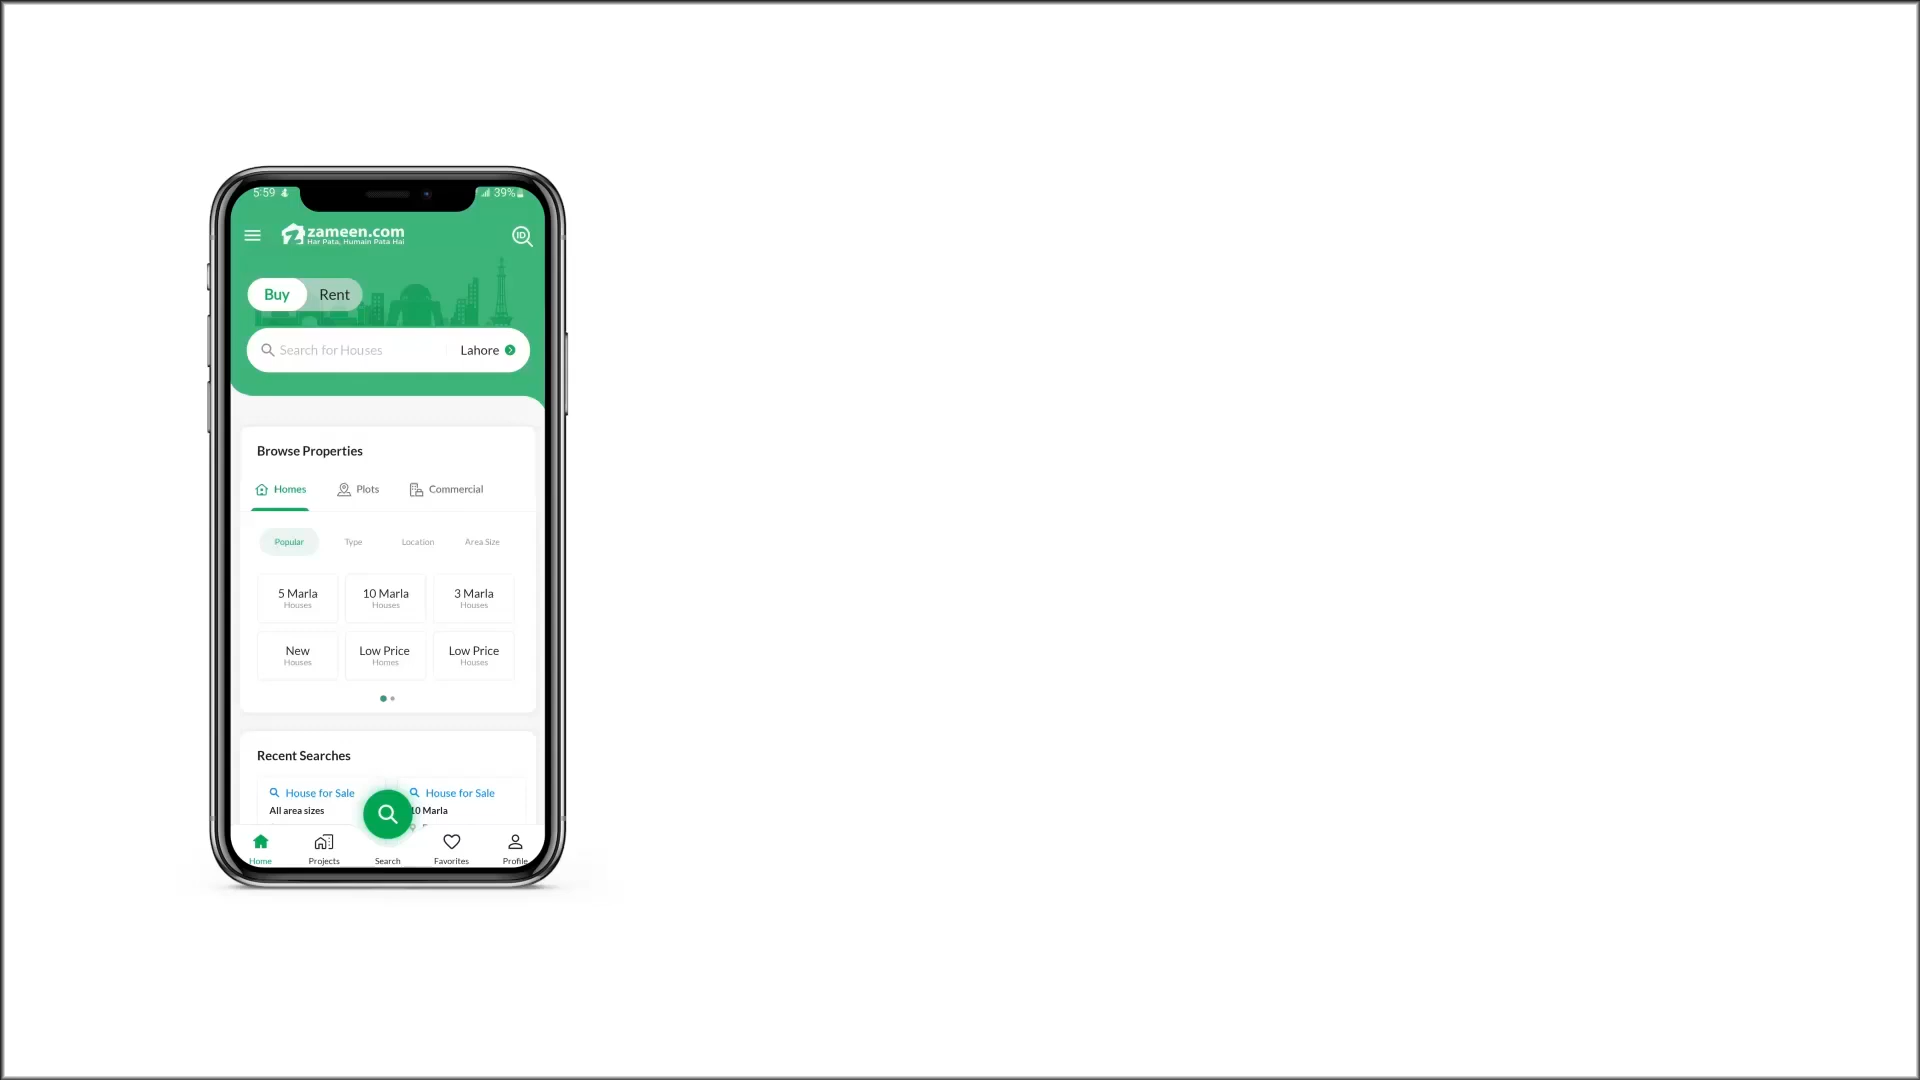 5:59
39%
zameen.com
Har Pata, Humain Pata Hai
ID
Buy Rent
Search for Houses Lahore
Browse Properties
Homes Plots Commercial
Popular Type Location Area Size
5 Marla 10 Marla 3 Marla
Houses Houses Houses
New Low Price Low Price
Houses Homes Houses
Recent Searches
House for Sale House for Sale
All area sizes 10 Marla
Home Projects Search Favorites Profile